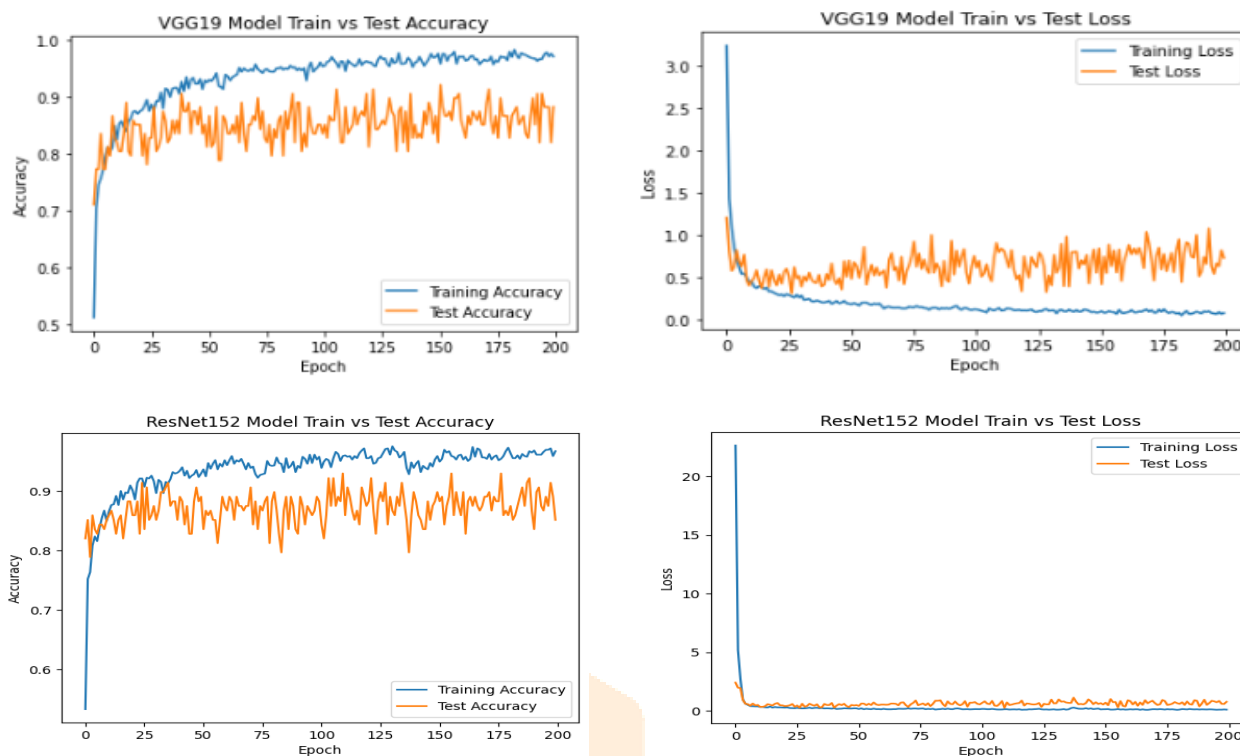 VGG19 Model Train vs Test Accuracy
1.0
0.9
0.8
0.7
0.6
0.5
Accuracy
Training Accuracy
Test Accuracy
0 25 50 75 100 125 150 175 200
Epoch
VGG19 Model Train vs Test Loss
3.0
2.5
2.0
1.5
1.0
0.5
0.0
Loss
Training Loss
Test Loss
0 25 50 75 100 125 150 175 200
Epoch
ResNet152 Model Train vs Test Accuracy
0.9
0.8
0.7
0.6
Accuracy
Training Accuracy
Test Accuracy
0 25 50 75 100 125 150 175 200
Epoch
ResNet152 Model Train vs Test Loss
20
15
10
5
0
Loss
Training Loss
Test Loss
0 25 50 75 100 125 150 175 200
Epoch